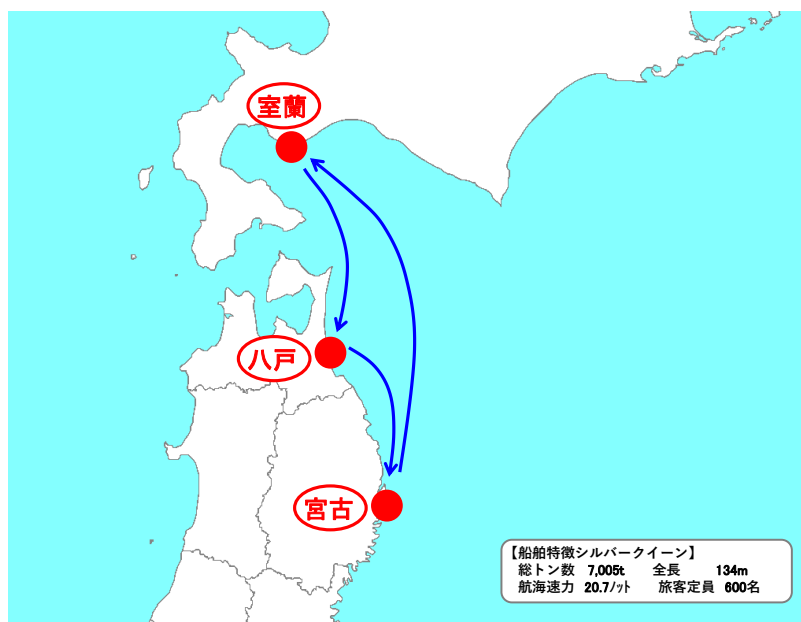 室蘭
八戸
宮古
【船舶特徴シルバークイーン】
総トン数 7,005t 全長 134m
航海速力 20.7ノット 旅客定員 600名